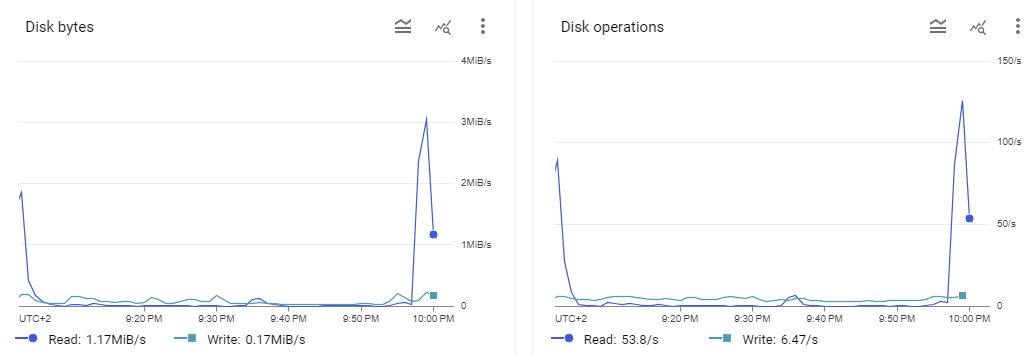 Disk bytes
4MiB/s
3MiB/s
2MiB/s
1MiB/s
0
UTC+2 9:20 PM 9:30 PM 9:40 PM 9:50 PM 10:00 PM
Read: 1.17MiB/s Write: 0.17MiB/s
Disk operations
150/s
100/s
50/s
0
UTC+2 9:20 PM 9:30 PM 9:40 PM 9:50 PM 10:00 PM
Read: 53.8/s Write: 6.47/s